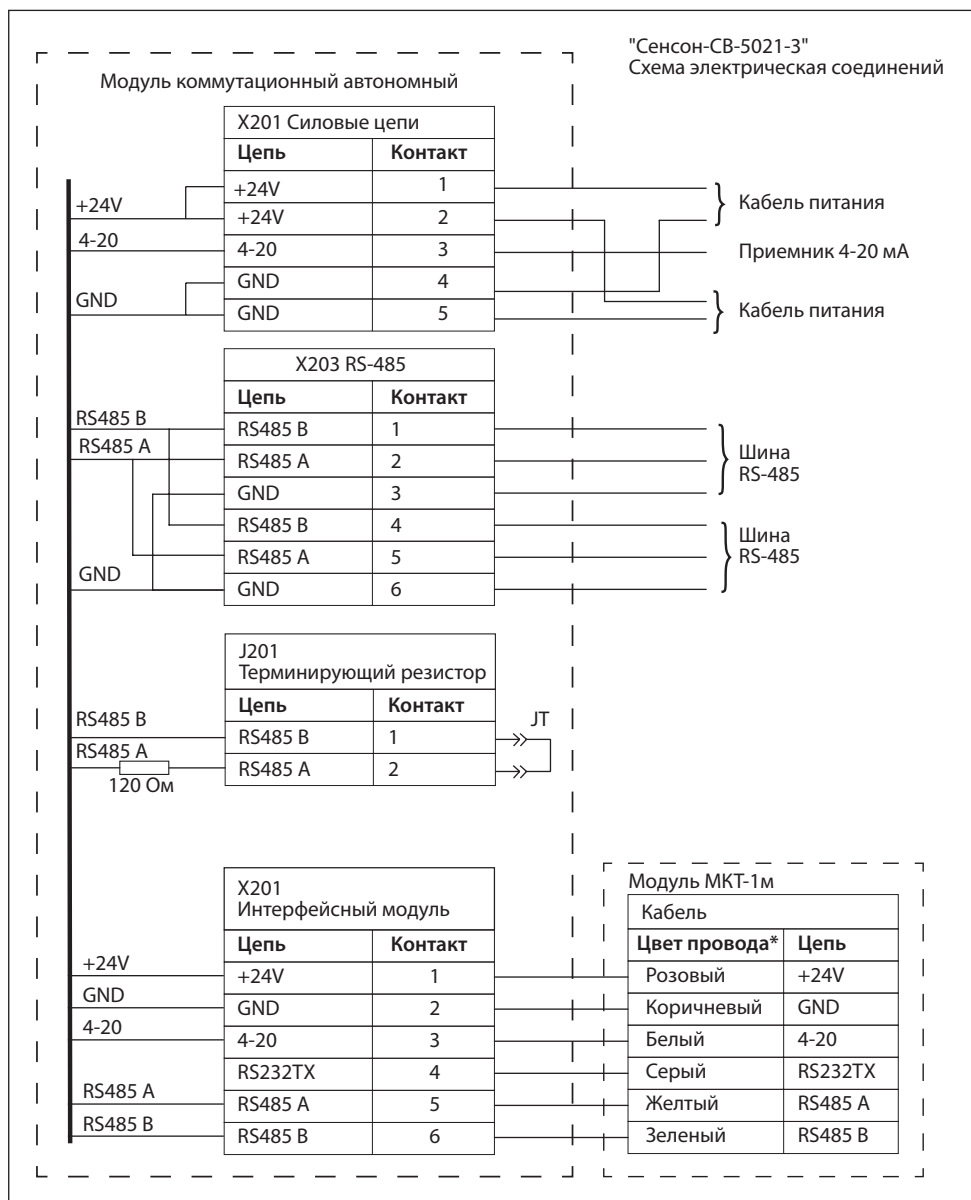 "Сенсон-СВ-5021-3"
Схема электрическая соединений
Модуль коммутационный автономный
X201 Силовые цепи
Цепь Контакт
+24V 1
+24V 2
4-20 3
GND 4
GND 5
+24V
4-20
GND
Кабель питания
Приемник 4-20 мА
Кабель питания
X203 RS-485
Цепь Контакт
RS485 B 1
RS485 A 2
GND 3
RS485 B 4
RS485 A 5
GND 6
RS485 B
RS485 A
GND
Шина
RS-485
Шина
RS-485
J201
Терминирующий резистор
Цепь Контакт
RS485 B 1
RS485 A 2
RS485 B
RS485 A
120 Ом
JT
X201
Интерфейсный модуль
Цепь Контакт
+24V 1
GND 2
4-20 3
RS232TX 4
RS485 A 5
RS485 B 6
+24V
GND
4-20
RS485 A
RS485 B
Модуль МКТ-1м
Кабель
Цвет провода* Цепь
Розовый +24V
Коричневый GND
Белый 4-20
Серый RS232TX
Желтый RS485 A
Зеленый RS485 B